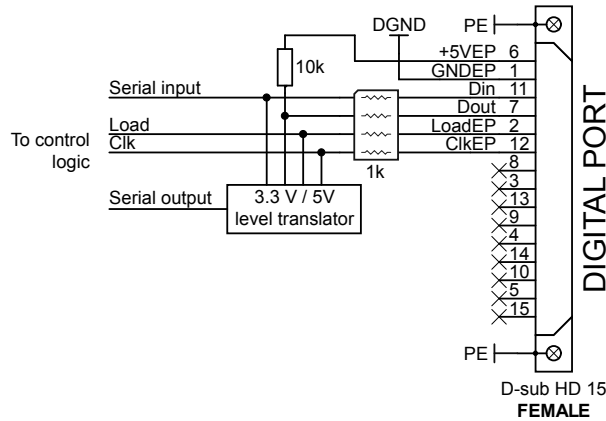 DGND
PE
+5VEP 6
10k
GNDEP 1
Serial input
Din 11
Dout 7
Load
LoadEP 2
To control
logic
Clk
ClkEP 12
1k
8
3
13
9
4
14
10
5
15
Serial output
3.3 V / 5V
level translator
DIGITAL PORT
PE
D-sub HD 15
FEMALE